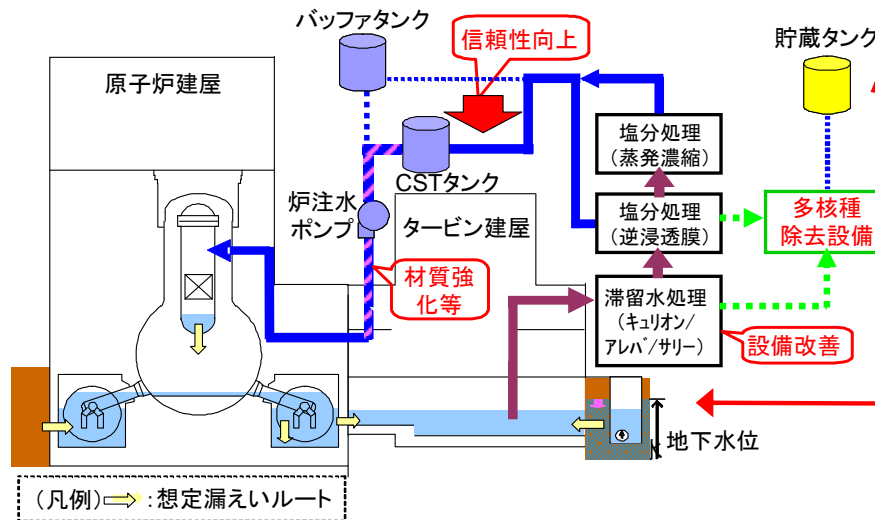 バッファタンク
信頼性向上
貯蔵タンク
原子炉建屋
塩分処理
(蒸発濃縮)
CSTタンク
炉注水
ポンプ
タービン建屋
塩分処理
(逆浸透膜)
多核種
除去設備
材質強
化等
滞留水処理
(ｷｭﾘｵﾝ/
ｱﾚﾊﾞ/ｻﾘｰ)
設備改善
地下水位
(凡例) :想定漏えいルート